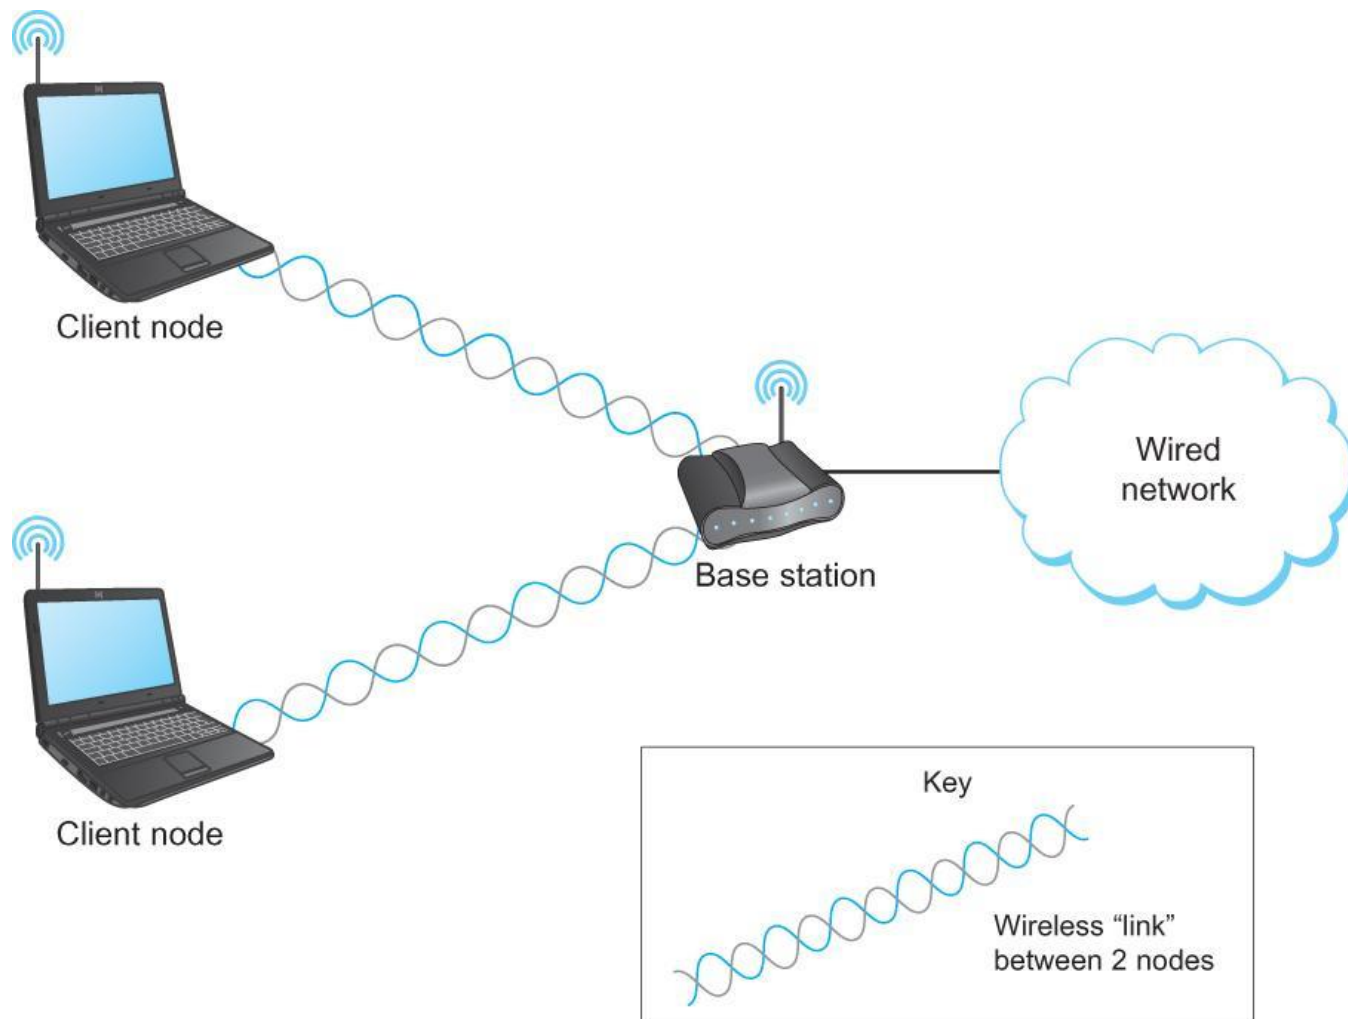 Client node
Wired
network
Base station
Client node
Key
Wireless “link”
between 2 nodes